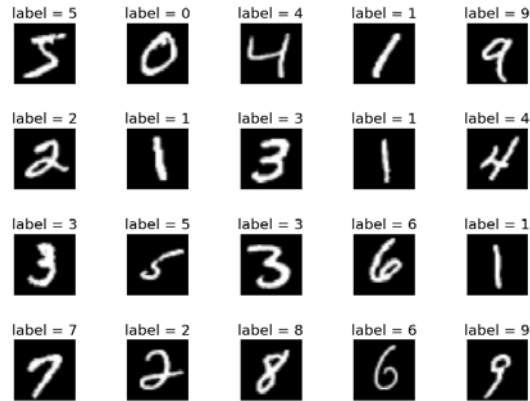 label = 5 label = 0 label = 4 label = 1 label = 9
5 0 4 1 9
label = 2 label = 1 label = 3 label = 1 label = 4
2 1 3 1 4
label = 3 label = 5 label = 3 label = 6 label = 1
3 5 3 6 1
label = 7 label = 2 label = 8 label = 6 label = 9
7 2 8 6 9